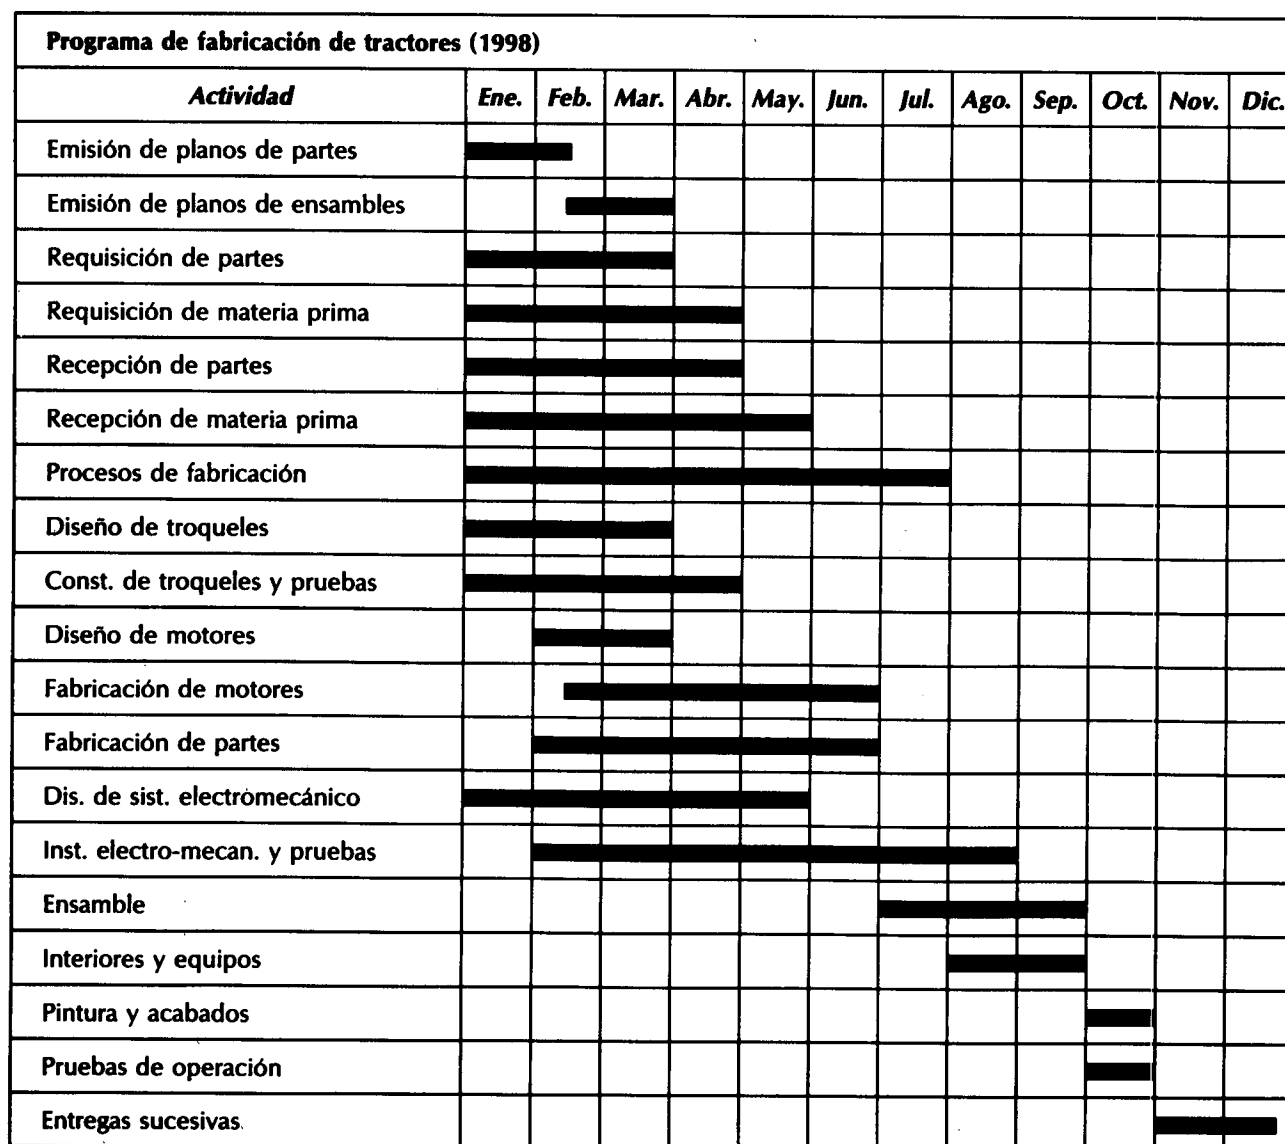 Programa de fabricación de tractores (1998)
Actividad Ene. Feb. Mar. Abr. May. Jun. Jul. Ago. Sep. Oct. Nov. Dic.
Emisión de planos de partes
Emisión de planos de ensambles
Requisición de partes
Requisición de materia prima
Recepción de partes
Recepción de materia prima
Procesos de fabricación
Diseño de troqueles
Const. de troqueles y pruebas
Diseño de motores
Fabricación de motores
Fabricación de partes
Dis. de sist. electromecánico
Inst. electro-mecan. y pruebas
Ensamble
Interiores y equipos
Pintura y acabados
Pruebas de operación
Entregas sucesivas